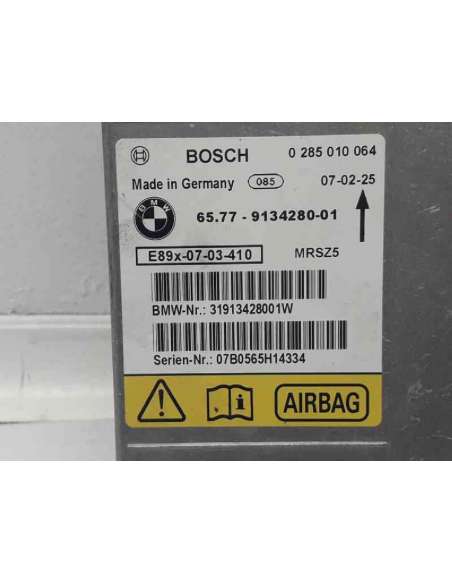 BOSCH 0 285 010 064
Made in Germany 085 07-02-25
BMW
65.77 - 9134280-01
E89x-07-03-410 MRSZ5
BMW-Nr.: 31913428001W
Serien-Nr.: 07B0565H14334
AIRBAG